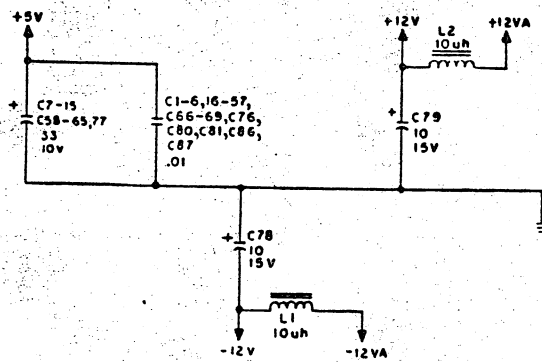 +5V
+12V
L2
10uh
+12VA
+ C7-15
C58-65,77
33
10V
C1-6,16-57,
C66-69,C76,
C80,C81,C86,
C87
.01
+ C79
10
15V
+ C78
10
15V
L1
10uh
-12V
-12VA